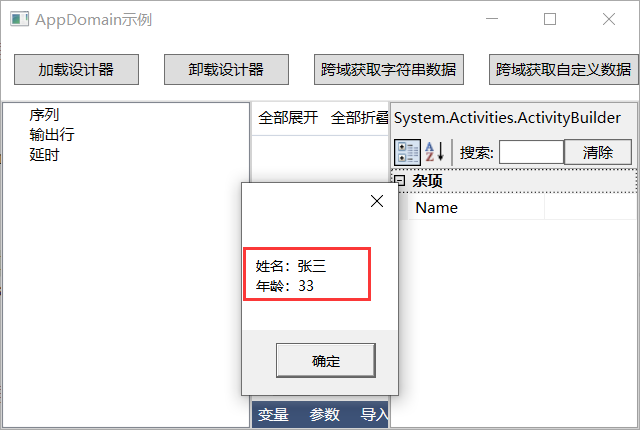 AppDomain示例
加载设计器 卸载设计器 跨域获取字符串数据 跨域获取自定义数据
序列
输出行
延时
全部展开 全部折叠
System.Activities.ActivityBuilder
搜索: 清除
杂项
Name
姓名：张三
年龄：33
确定
变量 参数 导入